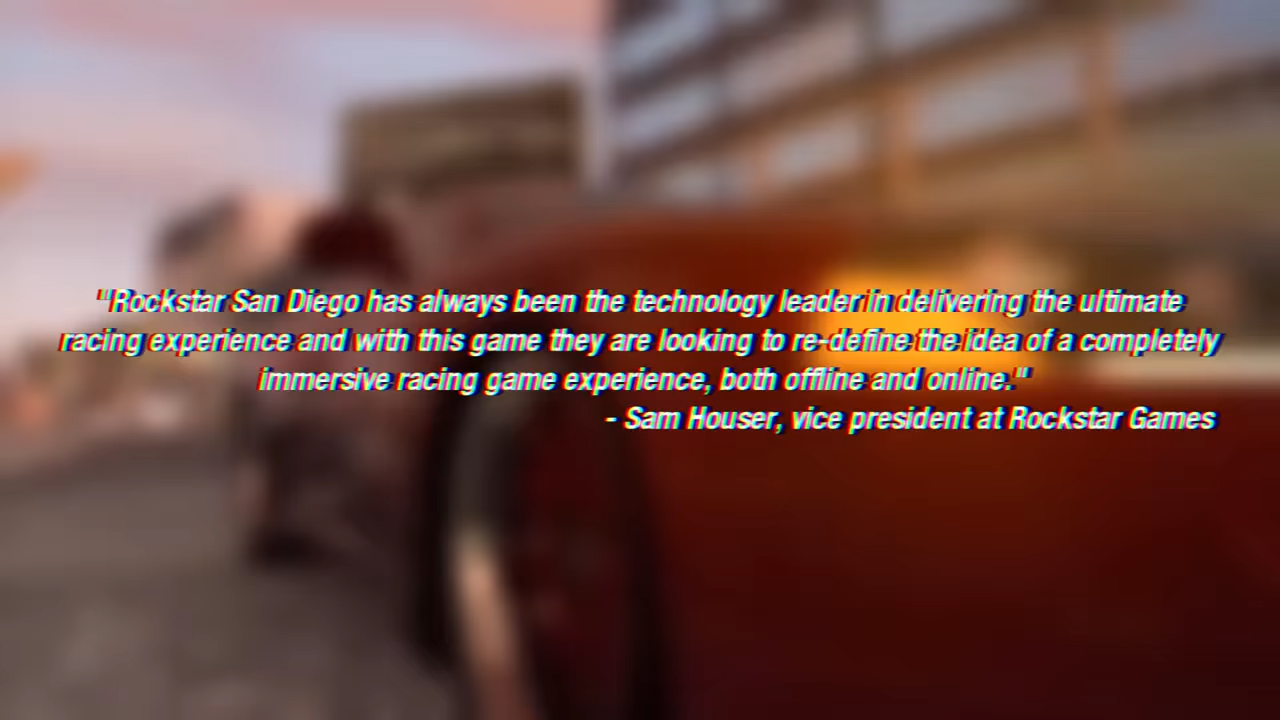 "Rockstar San Diego has always been the technology leader in delivering the ultimate
racing experience and with this game they are looking to re-define the idea of a completely
immersive racing game experience, both offline and online."
- Sam Houser, vice president at Rockstar Games